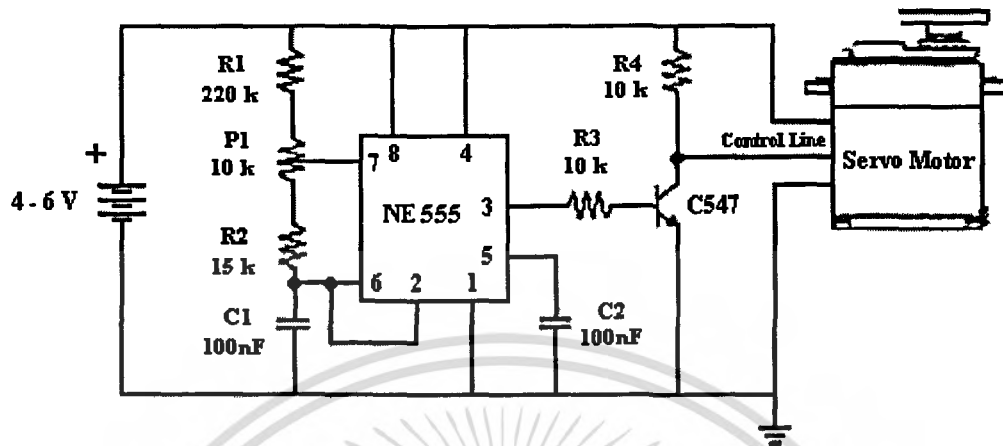 R1
220 k
P1
10 k
R2
15 k
C1
100nF
+
4 - 6 V
7
8
4
NE 555
3
5
6
2
1
R3
10 k
R4
10 k
C547
C2
100nF
Control Line
Servo Motor